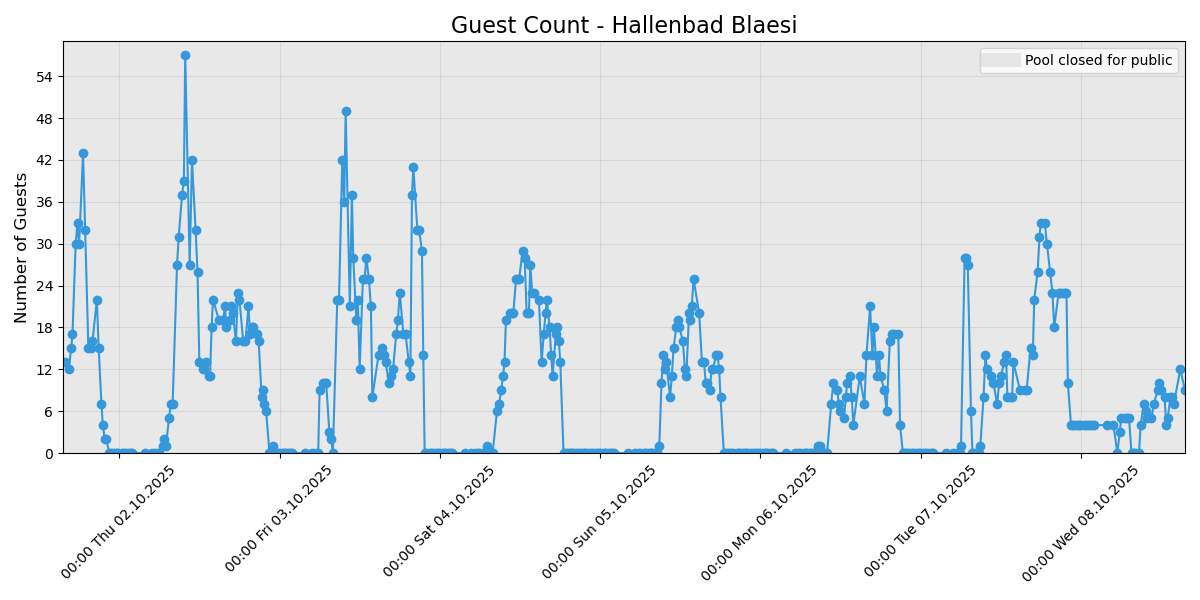 Guest Count - Hallenbad Blaesi
Pool closed for public
Number of Guests
54
48
42
36
30
24
18
12
6
0
00:00 Thu 02.10.2025
00:00 Fri 03.10.2025
00:00 Sat 04.10.2025
00:00 Sun 05.10.2025
00:00 Mon 06.10.2025
00:00 Tue 07.10.2025
00:00 Wed 08.10.2025